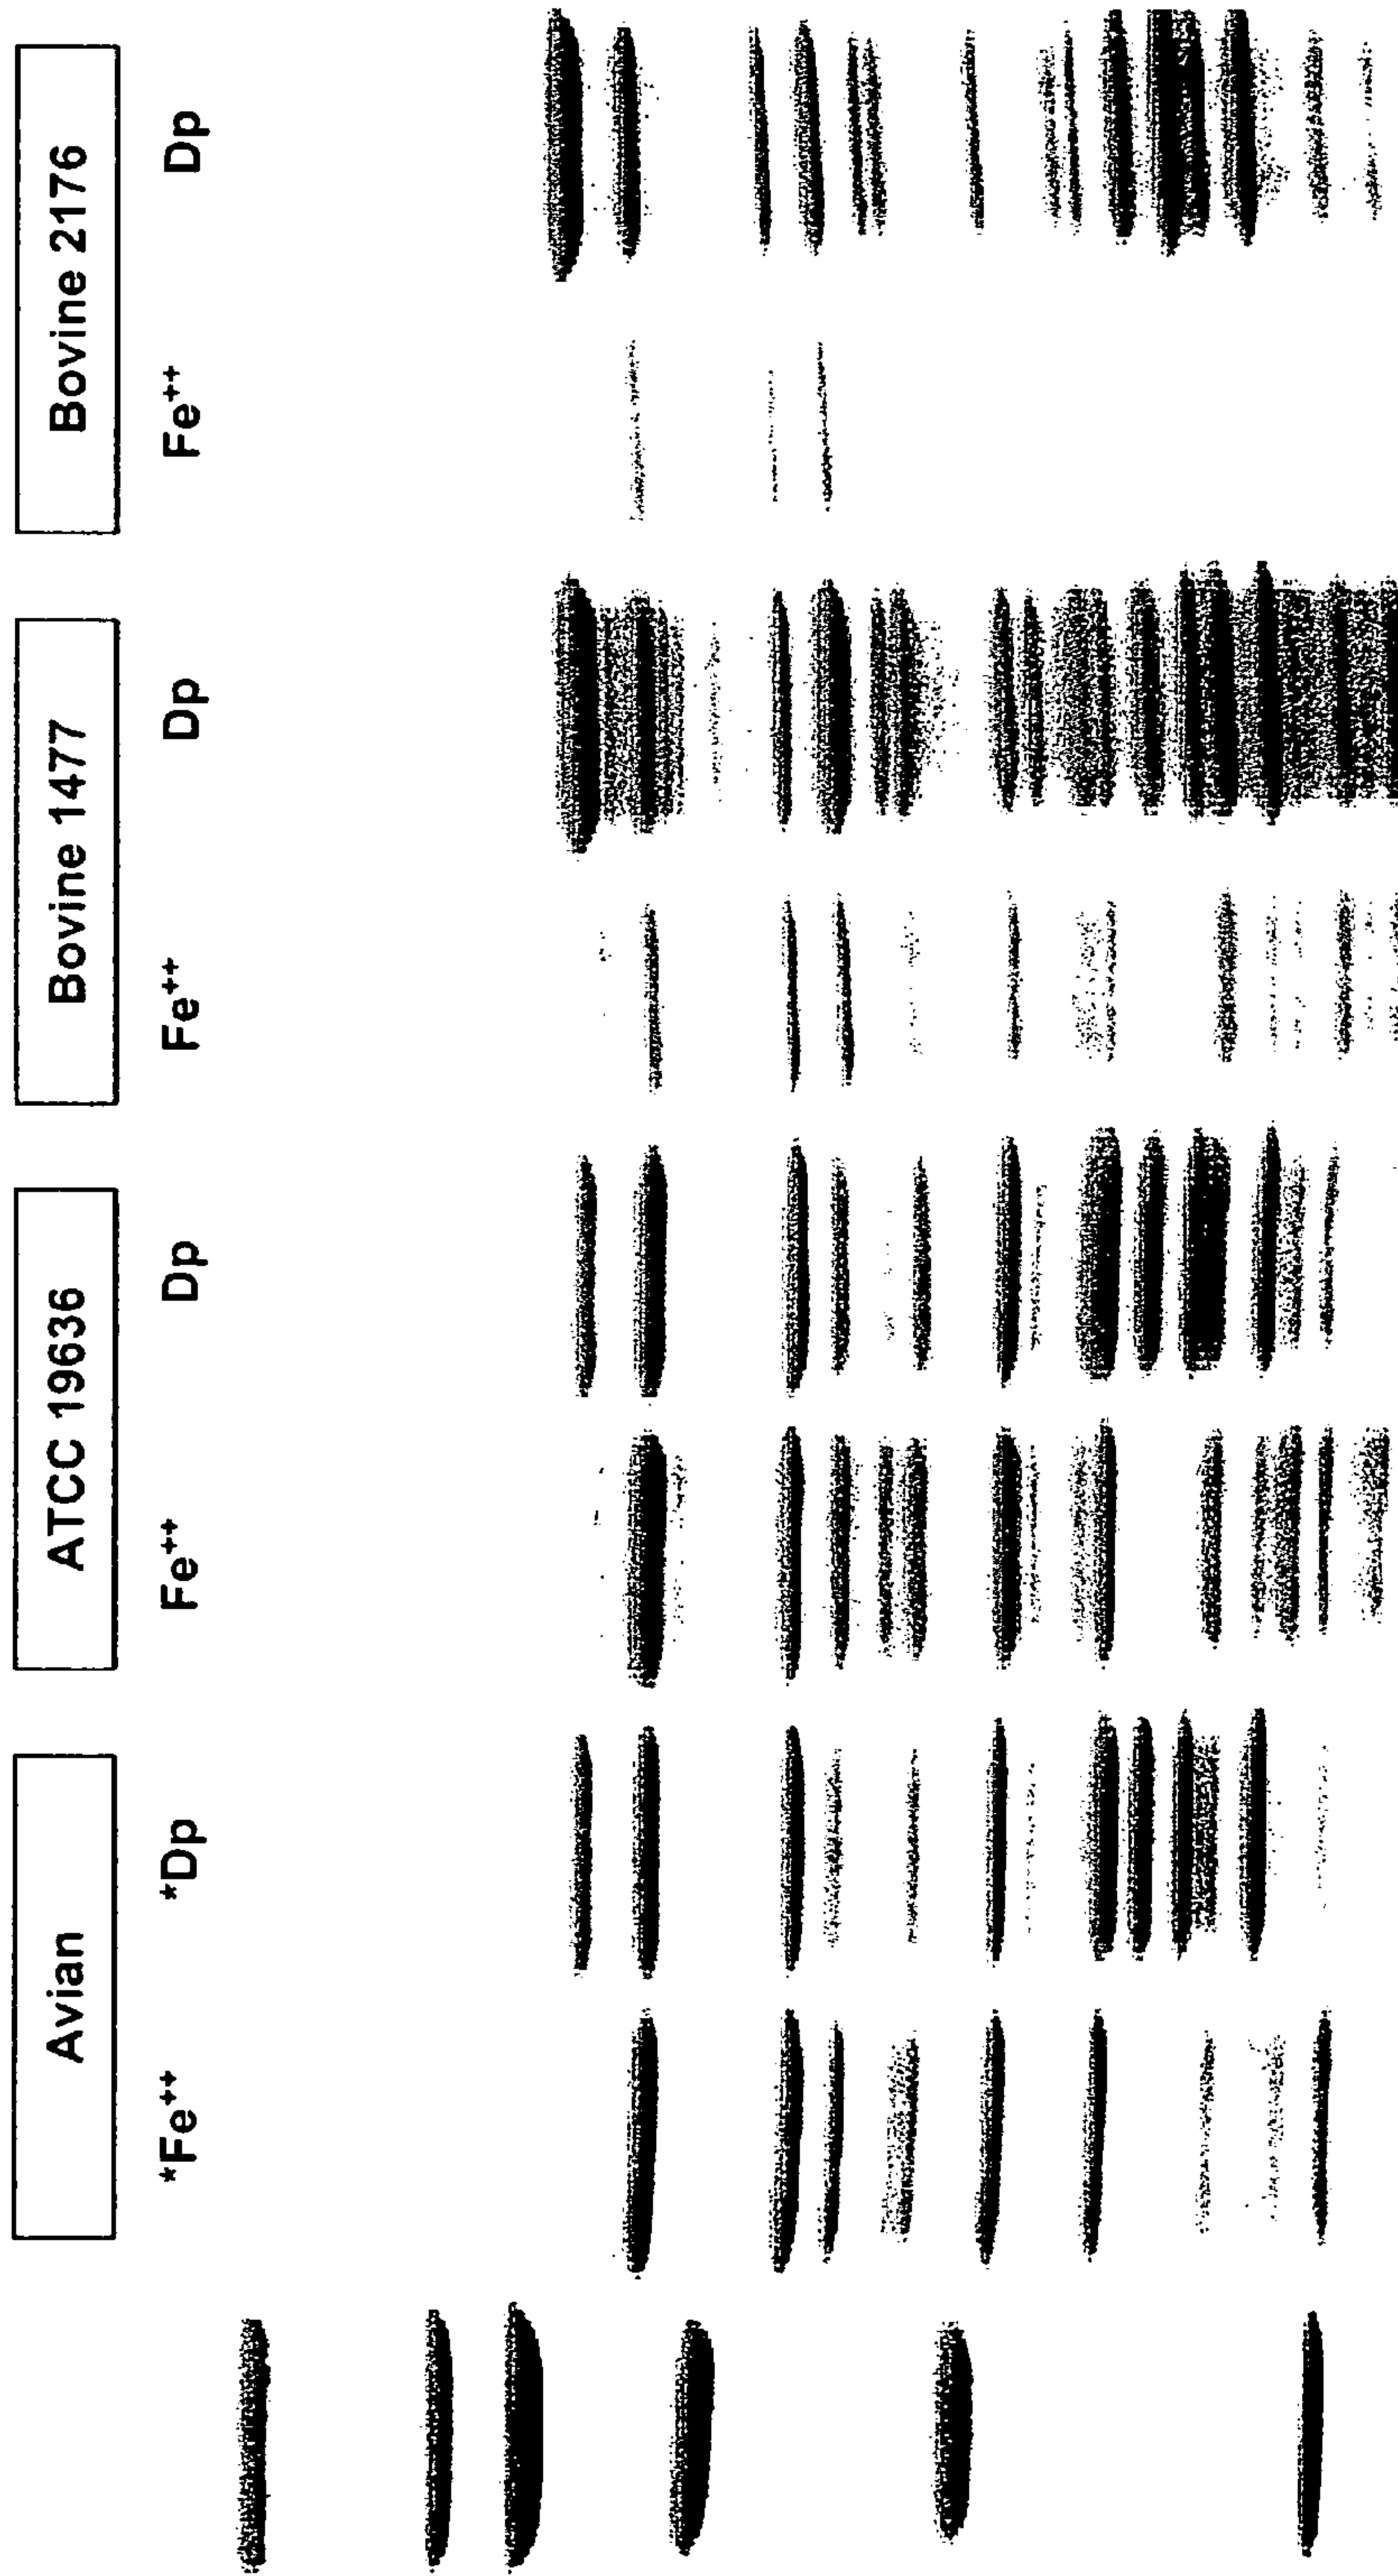 Avian ATCC 19636 Bovine 1477 Bovine 2176
*Fe++ *Dp Fe++ Dp Fe++ Dp Fe++ Dp